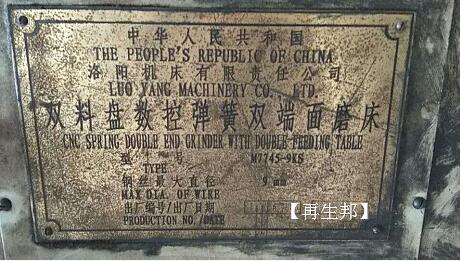 中华人民共和国
THE PEOPLE'S REPUBLIC OF CHINA
洛阳机床有限责任公司
LUO YANG MACHINERY CO., LTD.
双料盘数控弹簧双端面磨床
CNC SPRING DOUBLE END GRINDER WITH DOUBLE FEEDING TABLE
型号 M7745-9KS
TYPE
钢丝最大直径 9 mm
MAX DIA. OF WIRE
出厂编号/出厂日期
PRODUCTION NO. /DATE
【再生邦】